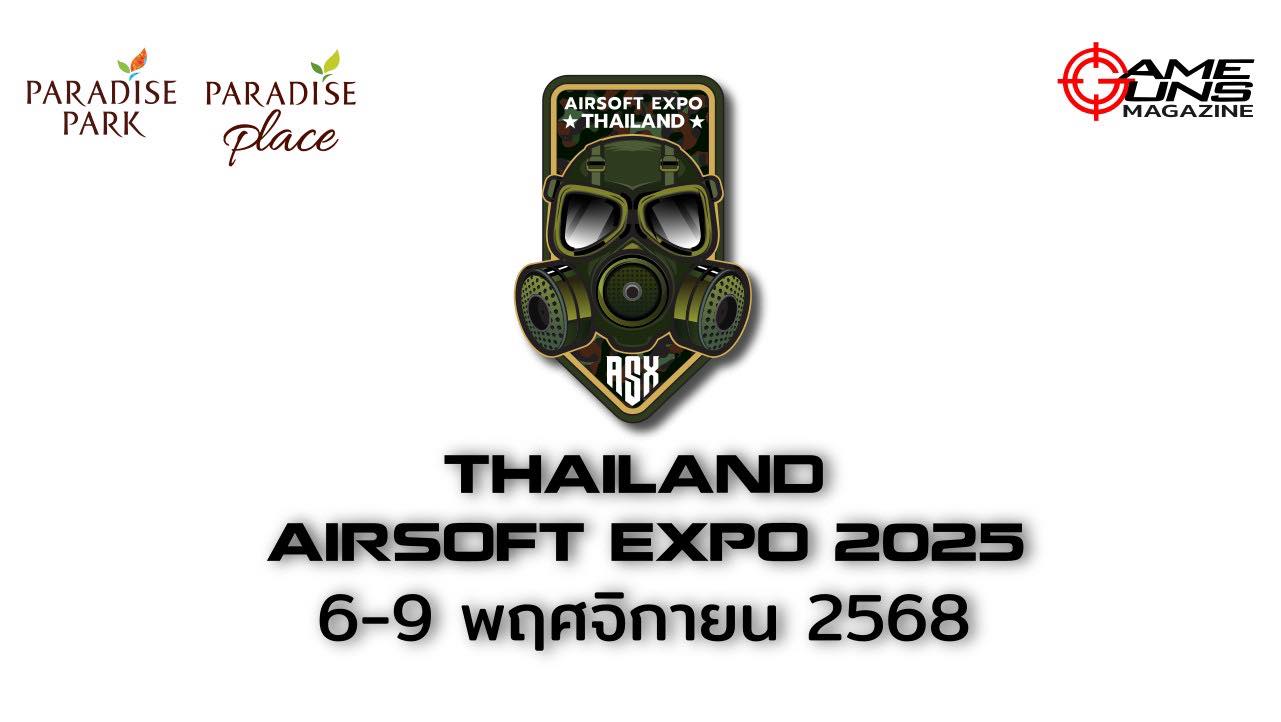 PARADISE
PARK
PARADISE
place
AIRSOFT EXPO
★ THAILAND ★
ASX
GAME
GUNS
MAGAZINE
THAILAND
AIRSOFT EXPO 2025
6-9 พฤศจิกายน 2568